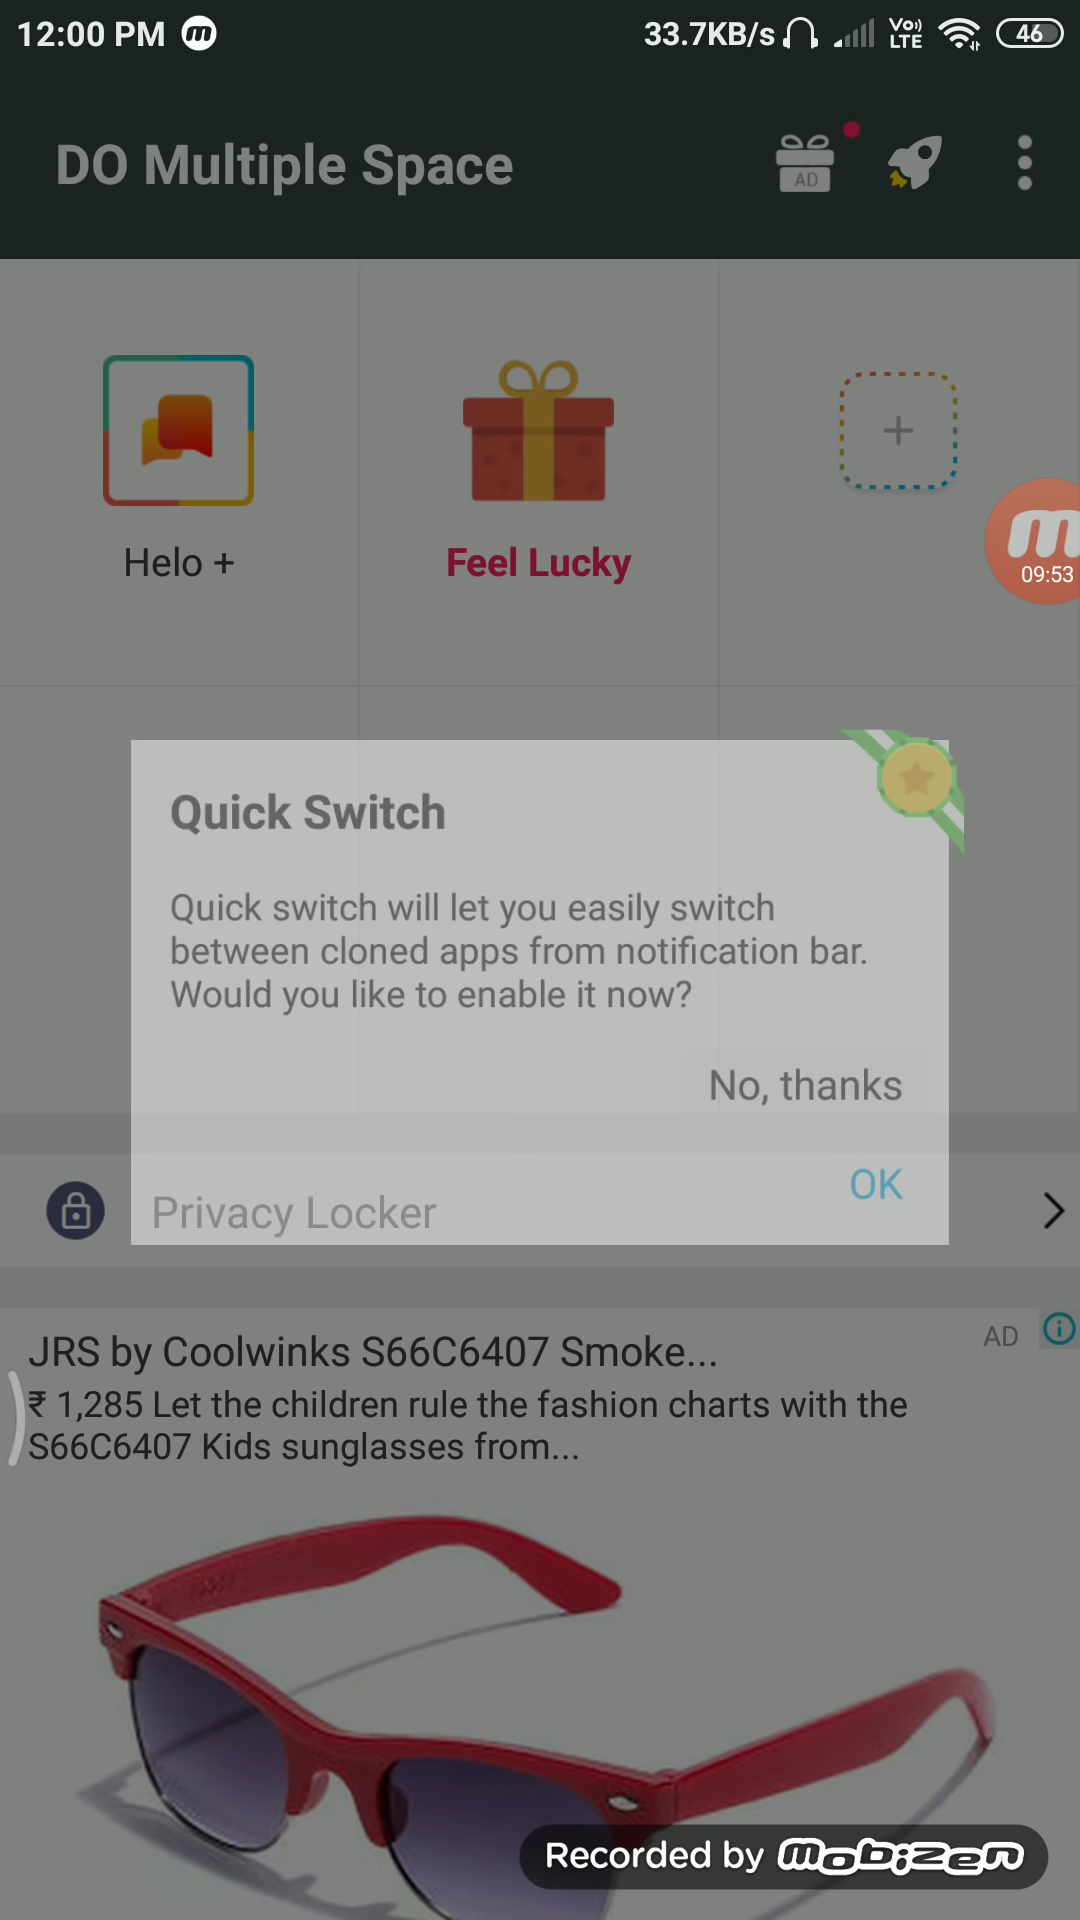 12:00 PM m 33.7KB/s Vo)) LTE 46
DO Multiple Space
AD
Helo +
Feel Lucky
+
m
09:53
Quick Switch
Quick switch will let you easily switch
between cloned apps from notification bar.
Would you like to enable it now?
No, thanks
OK
Privacy Locker
JRS by Coolwinks S66C6407 Smoke...
AD
₹ 1,285 Let the children rule the fashion charts with the
S66C6407 Kids sunglasses from...
Recorded by mobizen